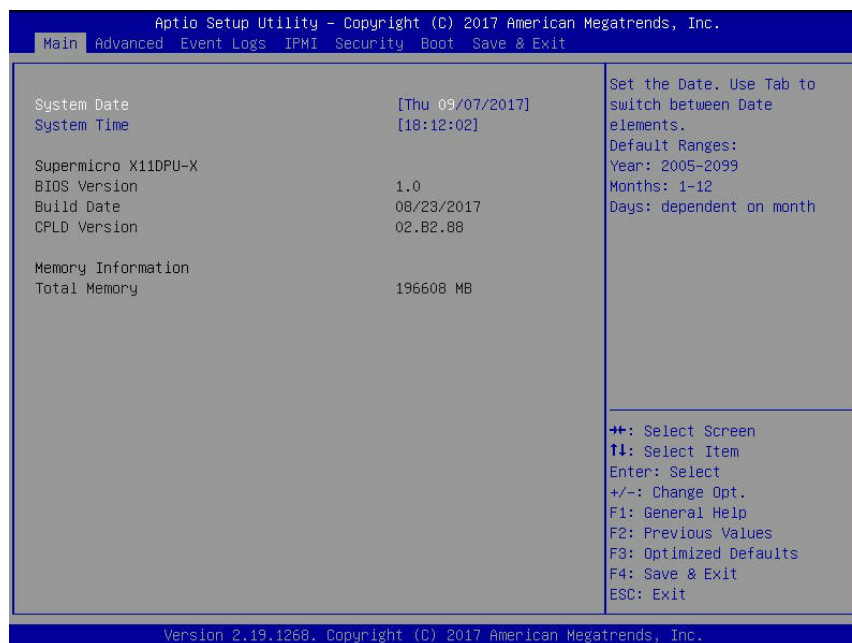 Aptio Setup Utility – Copyright (C) 2017 American Megatrends, Inc.
Main Advanced Event Logs IPMI Security Boot Save & Exit
System Date [Thu 09/07/2017]
System Time [18:12:02]
Supermicro X11DPU-X
BIOS Version 1.0
Build Date 08/23/2017
CPLD Version 02.B2.88
Memory Information
Total Memory 196608 MB
Set the Date. Use Tab to
switch between Date
elements.
Default Ranges:
Year: 2005-2099
Months: 1-12
Days: dependent on month
→←: Select Screen
↑↓: Select Item
Enter: Select
+/-: Change Opt.
F1: General Help
F2: Previous Values
F3: Optimized Defaults
F4: Save & Exit
ESC: Exit
Version 2.19.1268. Copyright (C) 2017 American Megatrends, Inc.